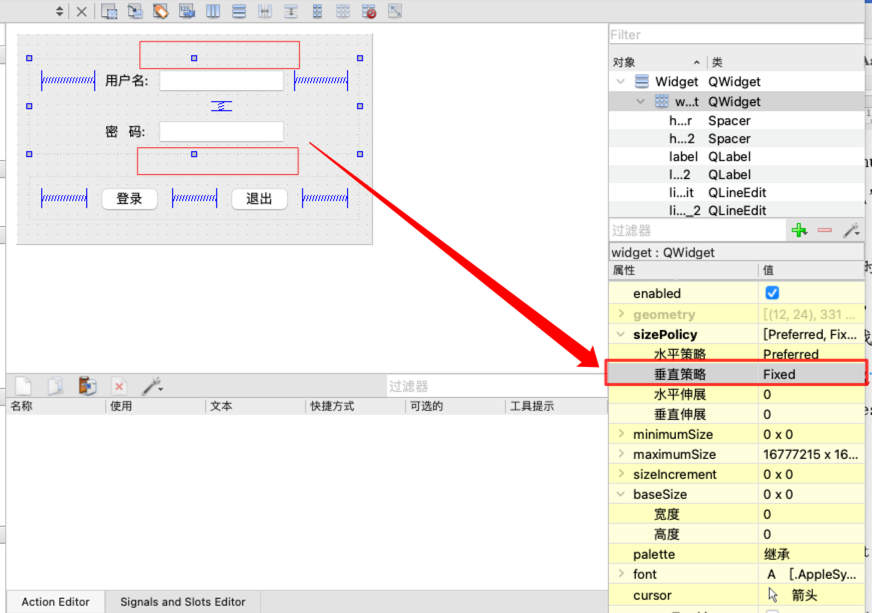 Filter
对象 类
Widget QWidget
w...t QWidget
h...r Spacer
h...2 Spacer
label QLabel
l...2 QLabel
li...it QLineEdit
li..._2 QLineEdit
用户名:
密 码:
登录 退出
过滤器
widget : QWidget
属性 值
enabled
geometry [(12, 24), 331 ...
sizePolicy [Preferred, Fix...
水平策略 Preferred
垂直策略 Fixed
水平伸展 0
垂直伸展 0
minimumSize 0 x 0
maximumSize 16777215 x 16...
sizeIncrement 0 x 0
baseSize 0 x 0
宽度 0
高度 0
palette 继承
font A [.AppleSy...
cursor 箭头
过滤器
名称 使用 文本 快捷方式 可选的 工具提示
Action Editor Signals and Slots Editor